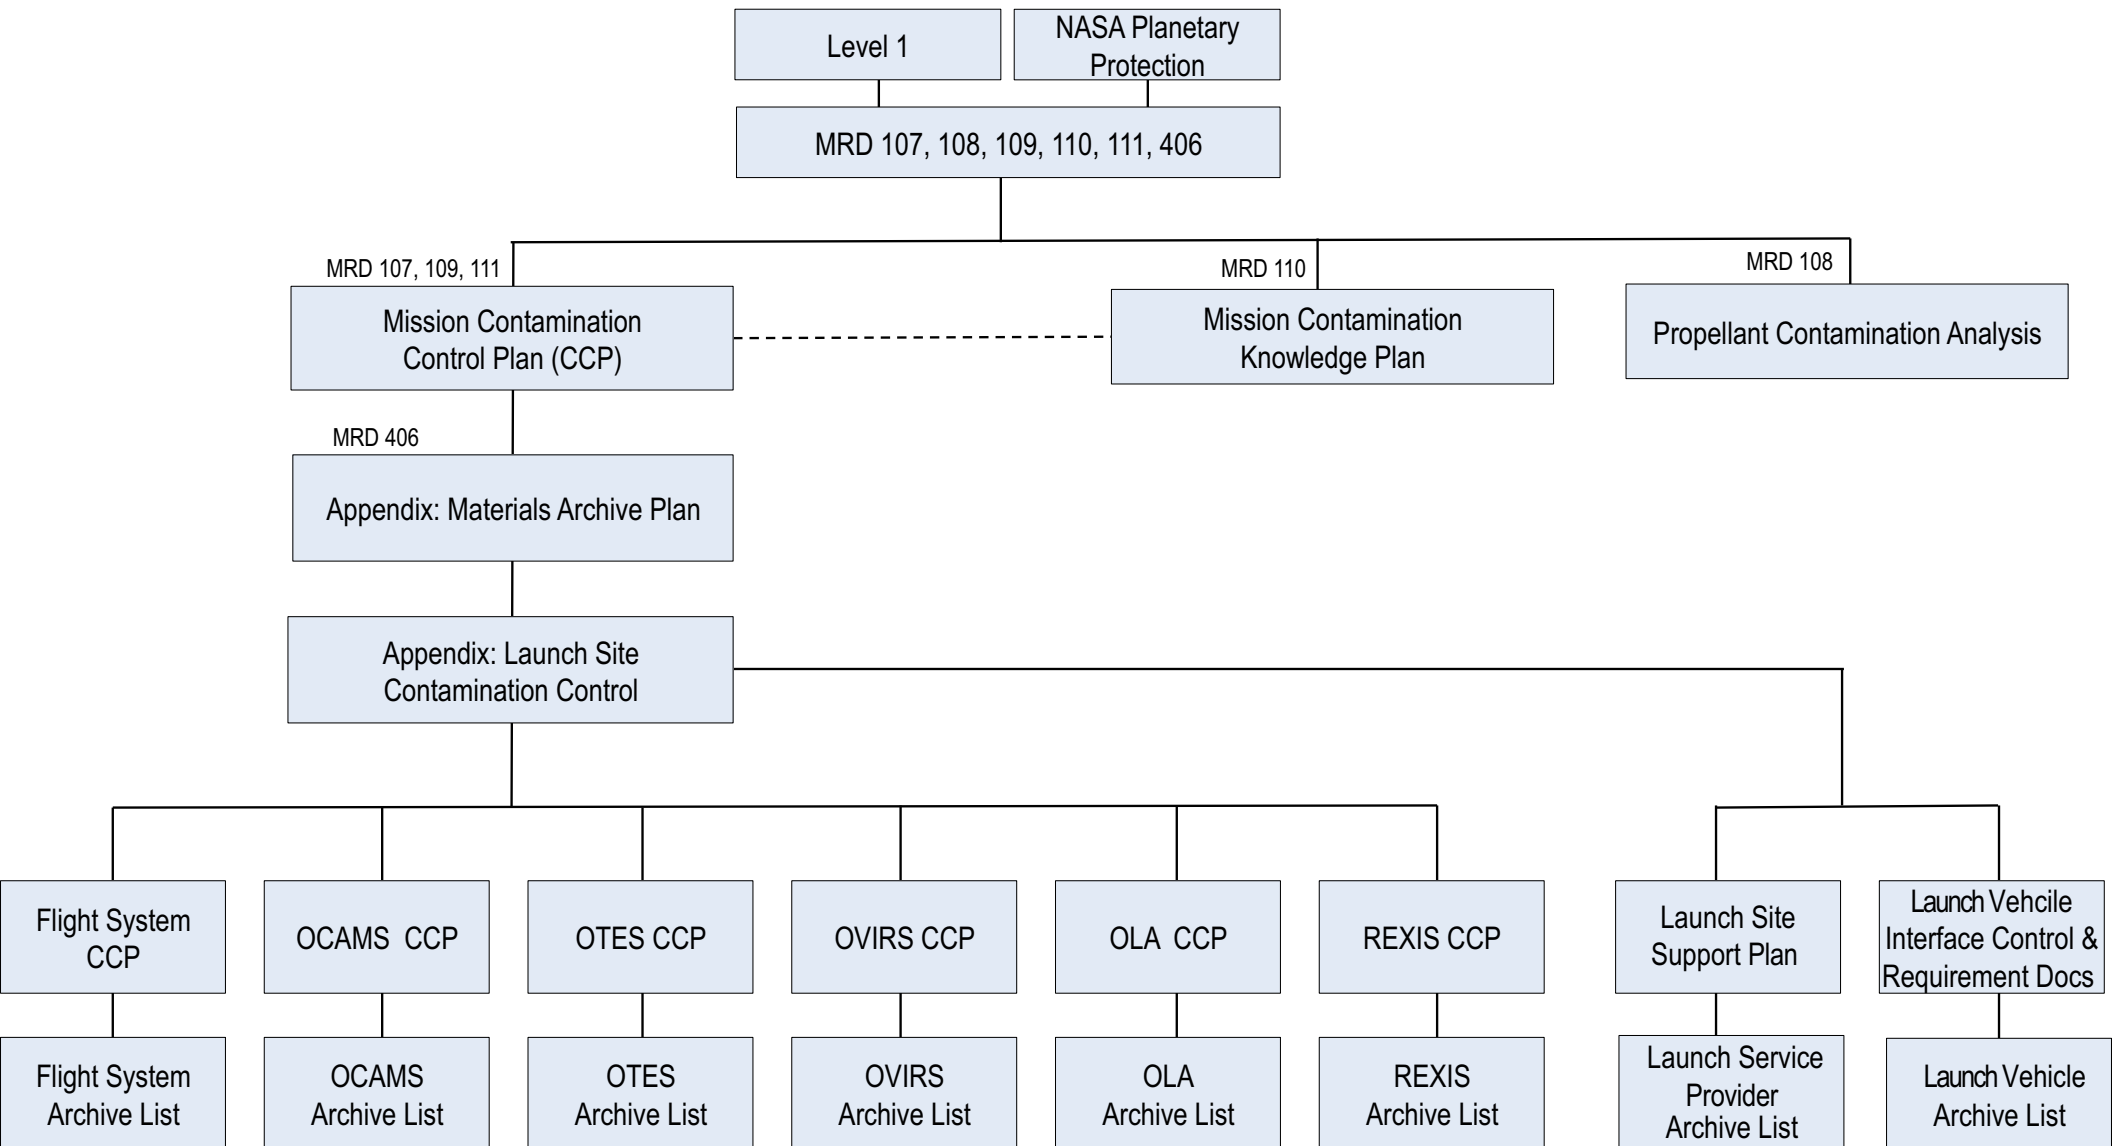 Level 1
NASA Planetary
Protection
MRD 107, 108, 109, 110, 111, 406
MRD 107, 109, 111
MRD 110
MRD 108
Mission Contamination
Control Plan (CCP)
Mission Contamination
Knowledge Plan
Propellant Contamination Analysis
MRD 406
Appendix: Materials Archive Plan
Appendix: Launch Site
Contamination Control
Flight System
CCP
OCAMS  CCP
OTES CCP
OVIRS CCP
OLA  CCP
REXIS CCP
Launch Site
Support Plan
Launch Vehcile
Interface Control &
Requirement Docs
Flight System
Archive List
OCAMS
Archive List
OTES
Archive List
OVIRS
Archive List
OLA
Archive List
REXIS
Archive List
Launch Service
Provider
Archive List
Launch Vehicle
Archive List